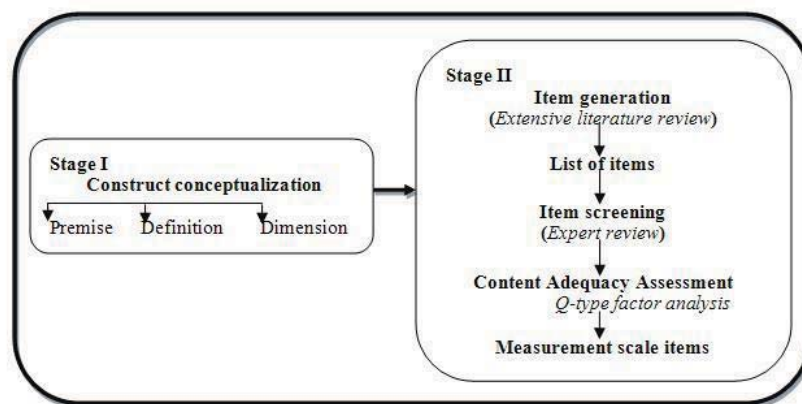 Stage I
Construct conceptualization
Premise Definition Dimension
Stage II
Item generation
(Extensive literature review)
List of items
Item screening
(Expert review)
Content Adequacy Assessment
Q-type factor analysis
Measurement scale items